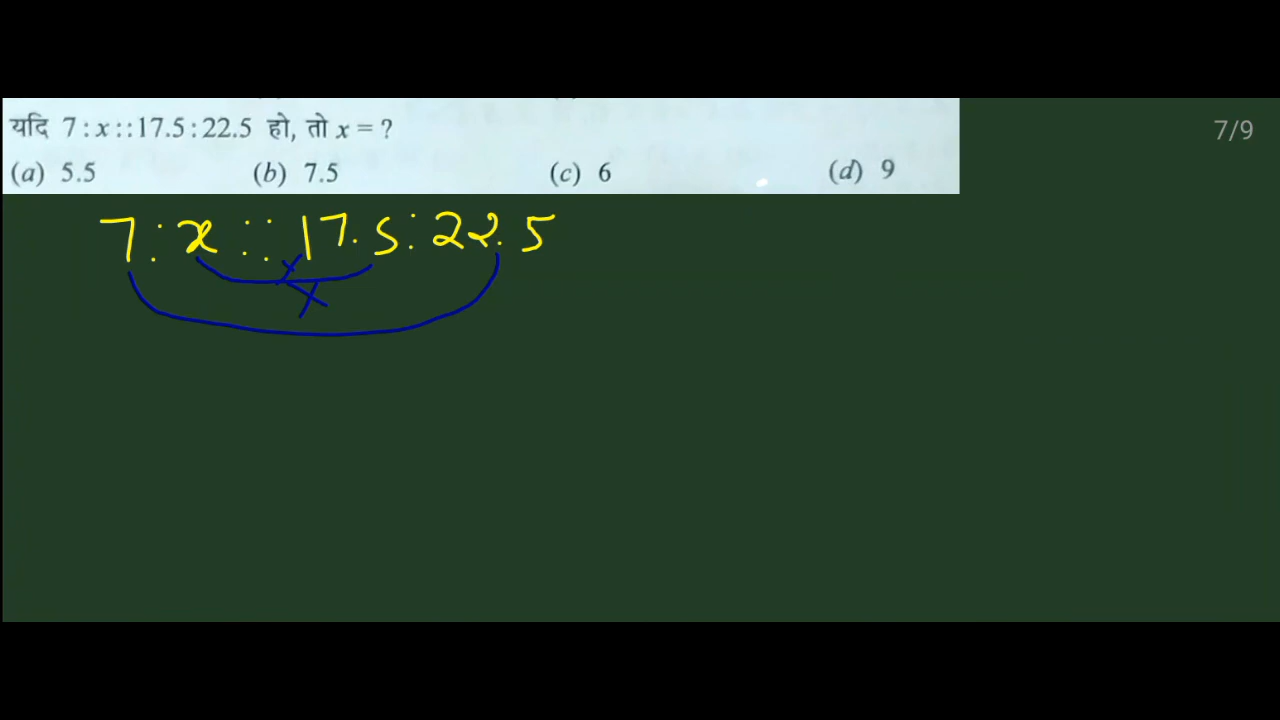 यदि 7 : x : : 17.5 : 22.5 हो, तो x = ?
7/9
(a) 5.5 (b) 7.5 (c) 6 (d) 9
7 : x : : 17.5 : 22.5